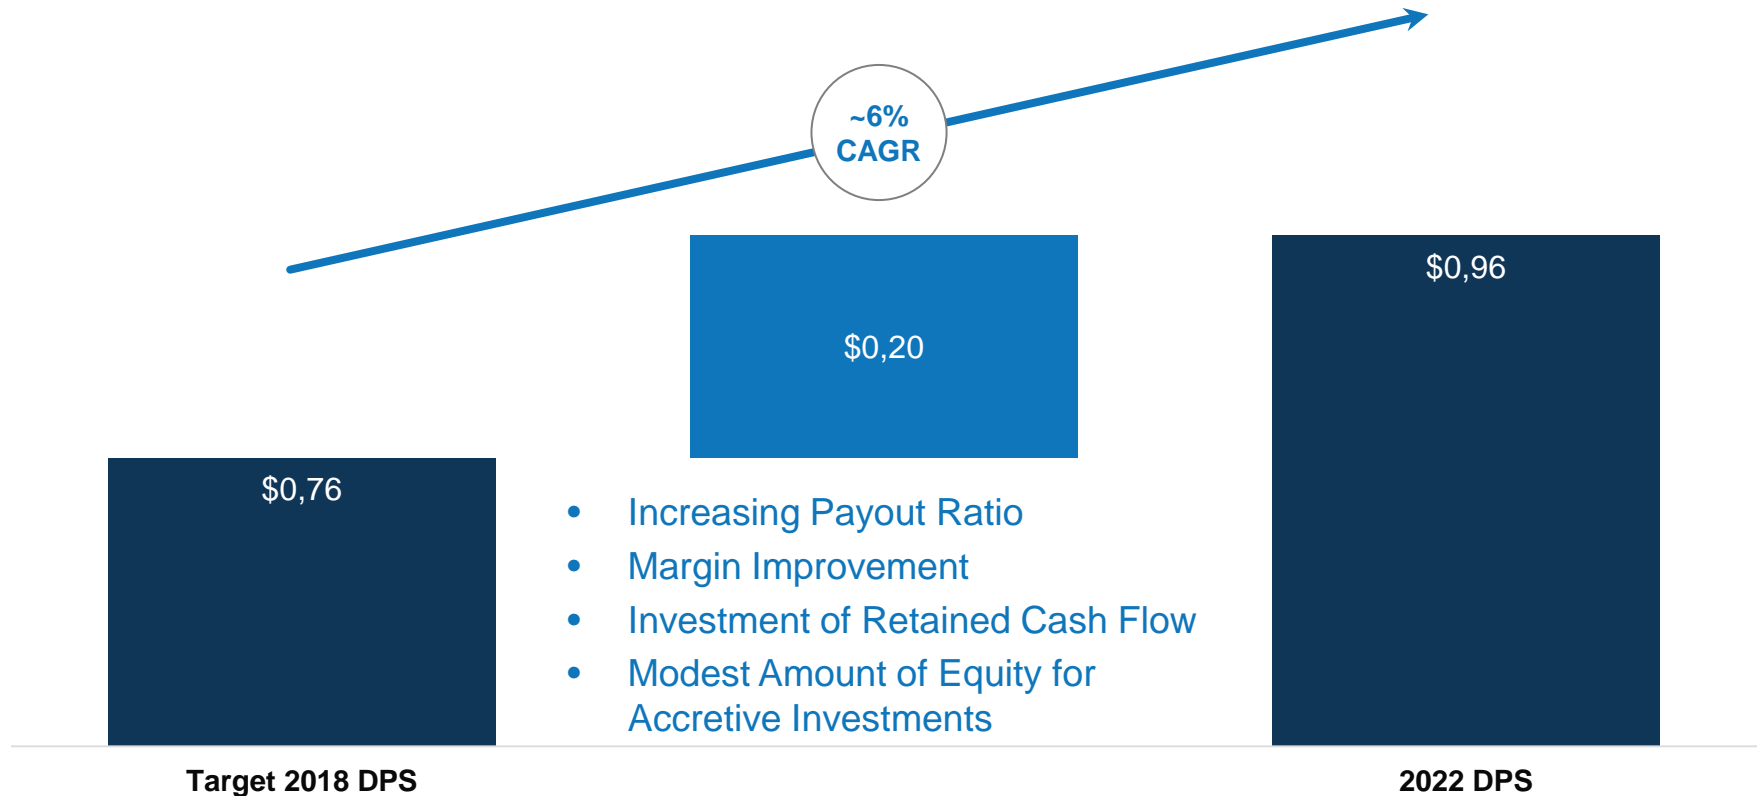 ~6%
CAGR
$0,96
$0,20
$0,76
• Increasing Payout Ratio
• Margin Improvement
• Investment of Retained Cash Flow
• Modest Amount of Equity for
Accretive Investments
Target 2018 DPS
2022 DPS